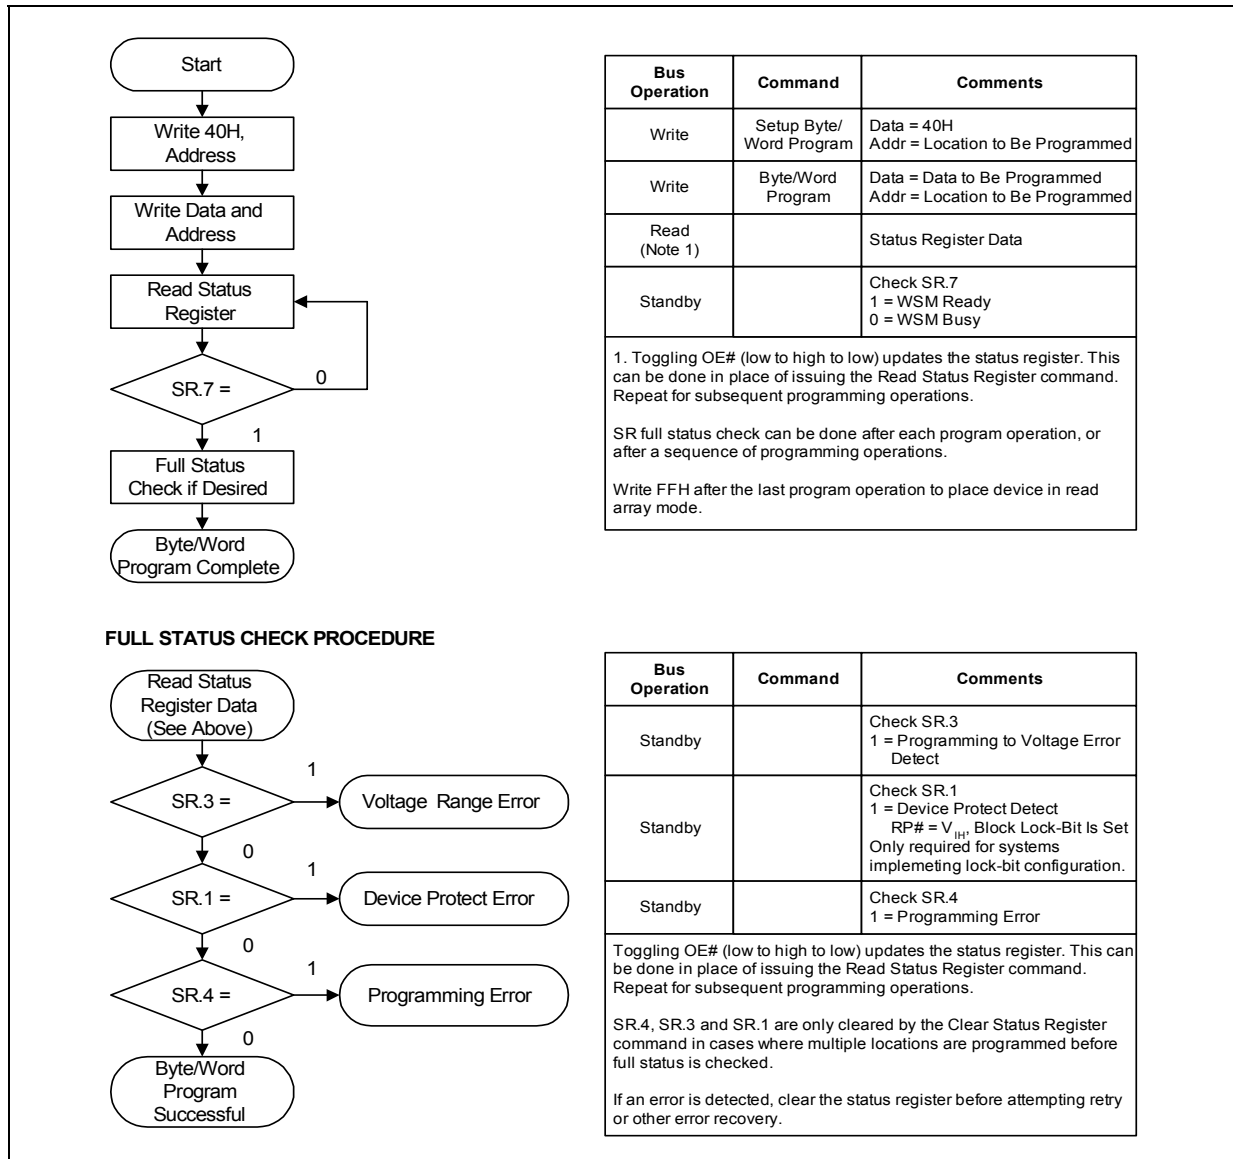 Start
Write 40H,
Address
Write Data and
Address
Read Status
Register
SR.7 =
0
1
Full Status
Check if Desired
Byte/Word
Program Complete
Bus
Operation
Command
Comments
Write
Setup Byte/
Word Program
Data = 40H
Addr = Location to Be Programmed
Write
Byte/Word
Program
Data = Data to Be Programmed
Addr = Location to Be Programmed
Read
(Note 1)
Status Register Data
Standby
Check SR.7
1 = WSM Ready
0 = WSM Busy
1. Toggling OE# (low to high to low) updates the status register. This
can be done in place of issuing the Read Status Register command.
Repeat for subsequent programming operations.
SR full status check can be done after each program operation, or
after a sequence of programming operations.
Write FFH after the last program operation to place device in read
array mode.
FULL STATUS CHECK PROCEDURE
Read Status
Register Data
(See Above)
SR.3 =
1
Voltage Range Error
0
SR.1 =
1
Device Protect Error
0
SR.4 =
1
Programming Error
0
Byte/Word
Program
Successful
Bus
Operation
Command
Comments
Standby
Check SR.3
1 = Programming to Voltage Error
Detect
Standby
Check SR.1
1 = Device Protect Detect
RP# = VIH, Block Lock-Bit Is Set
Only required for systems
implemeting lock-bit configuration.
Standby
Check SR.4
1 = Programming Error
Toggling OE# (low to high to low) updates the status register. This can
be done in place of issuing the Read Status Register command.
Repeat for subsequent programming operations.
SR.4, SR.3 and SR.1 are only cleared by the Clear Status Register
command in cases where multiple locations are programmed before
full status is checked.
If an error is detected, clear the status register before attempting retry
or other error recovery.